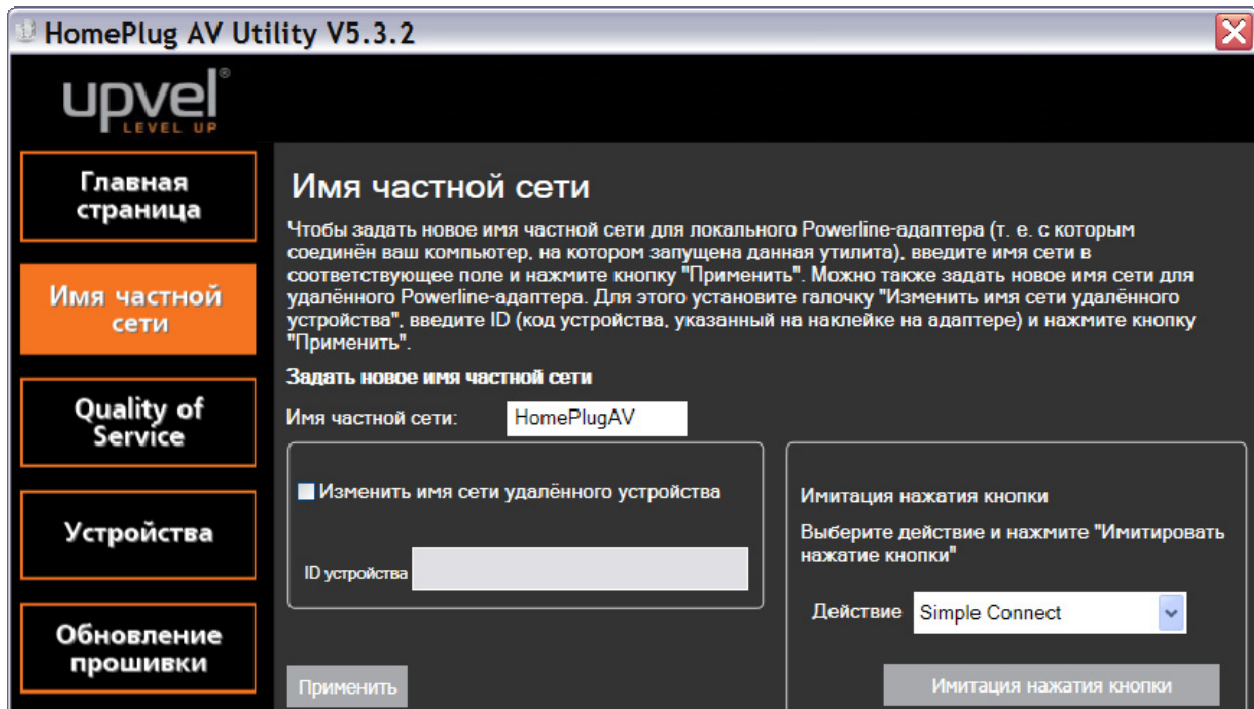 HomePlug AV Utility V5.3.2
upvel®
LEVEL UP
Главная
страница
Имя частной
сети
Quality of
Service
Устройства
Обновление
прошивки
Имя частной сети
Чтобы задать новое имя частной сети для локального Powerline-адаптера (т. е. с которым
соединён ваш компьютер, на котором запущена данная утилита), введите имя сети в
соответствующее поле и нажмите кнопку "Применить". Можно также задать новое имя сети для
удалённого Powerline-адаптера. Для этого установите галочку "Изменить имя сети удалённого
устройства", введите ID (код устройства, указанный на наклейке на адаптере) и нажмите кнопку
"Применить".
Задать новое имя частной сети
Имя частной сети: HomePlugAV
Изменить имя сети удалённого устройства
ID устройства
Применить
Имитация нажатия кнопки
Выберите действие и нажмите "Имитировать
нажатие кнопки"
Действие Simple Connect
Имитация нажатия кнопки